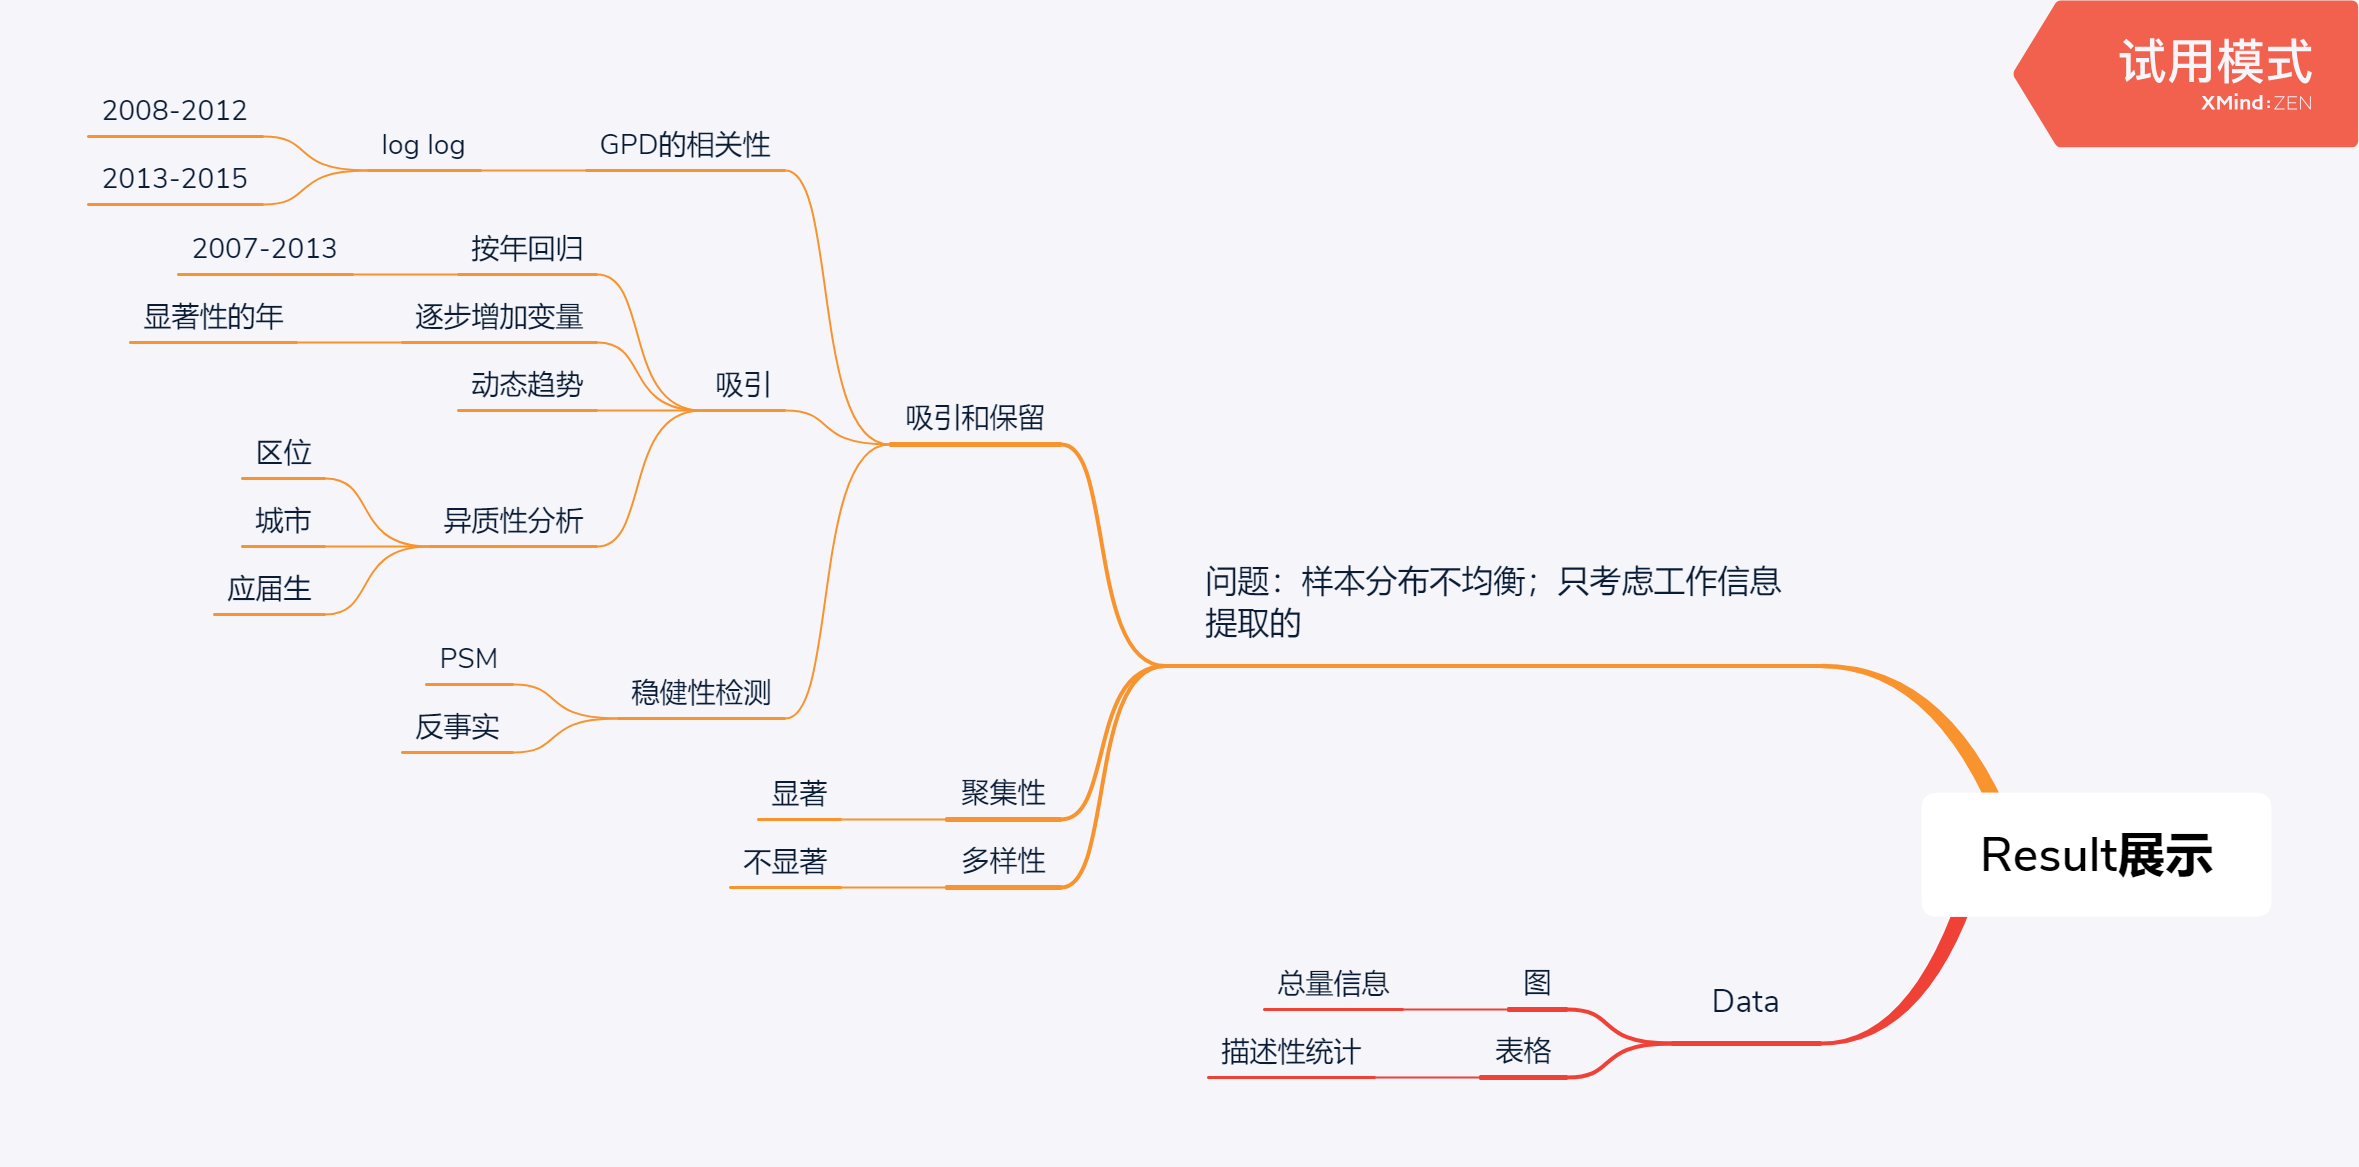 试用模式
XMind:ZEN
2008-2012
log log
GPD的相关性
2013-2015
2007-2013
按年回归
显著性的年
逐步增加变量
动态趋势
吸引
吸引和保留
区位
城市
异质性分析
应届生
问题：样本分布不均衡；只考虑工作信息
提取的
PSM
稳健性检测
反事实
显著
聚集性
不显著
多样性
Result展示
总量信息
图
Data
描述性统计
表格